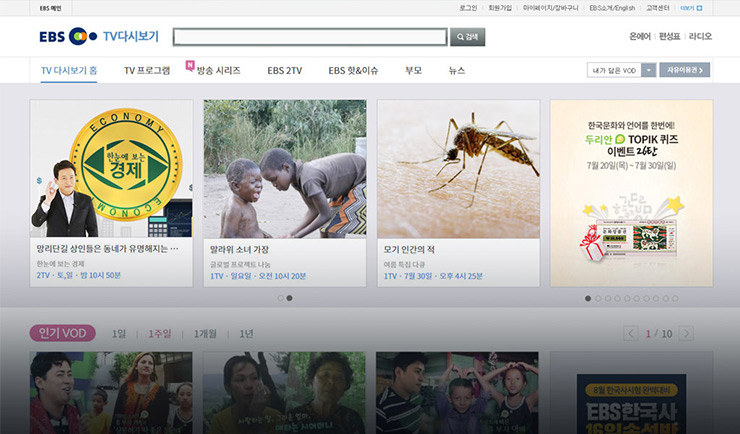 EBS 메인
로그인 | 회원가입 | 마이페이지/장바구니 | EBS소개/English | 고객센터 | 더보기
EBS TV다시보기
검색
온에어 | 편성표 | 라디오
TV 다시보기 홈
TV 프로그램
N 방송 시리즈
EBS 2TV
EBS 핫&이슈
부모
뉴스
내가 담은 VOD
자유이용권 >
ECONOMY
한눈에 보는
경제
ECONOMY
망리단길 상인들은 동네가 유명해지는 ···
한눈에 보는 경제
2TV · 토,일 · 밤 10시 50분
말라위 소녀 가장
글로벌 프로젝트 나눔
1TV · 일요일 · 오전 10시 20분
모기 인간의 적
여름 특집 다큐
1TV · 7월 30일 · 오후 4시 25분
한국문화와 언어를 한번에!
두리안 TOPIK 퀴즈
이벤트 26탄
7월 20일(목) ~ 7월 30일(일)
인기 VOD
1일 | 1주일 | 1개월 | 1년
< 1 / 10 >
8월 한국사시험 완벽대비
EBS한국사